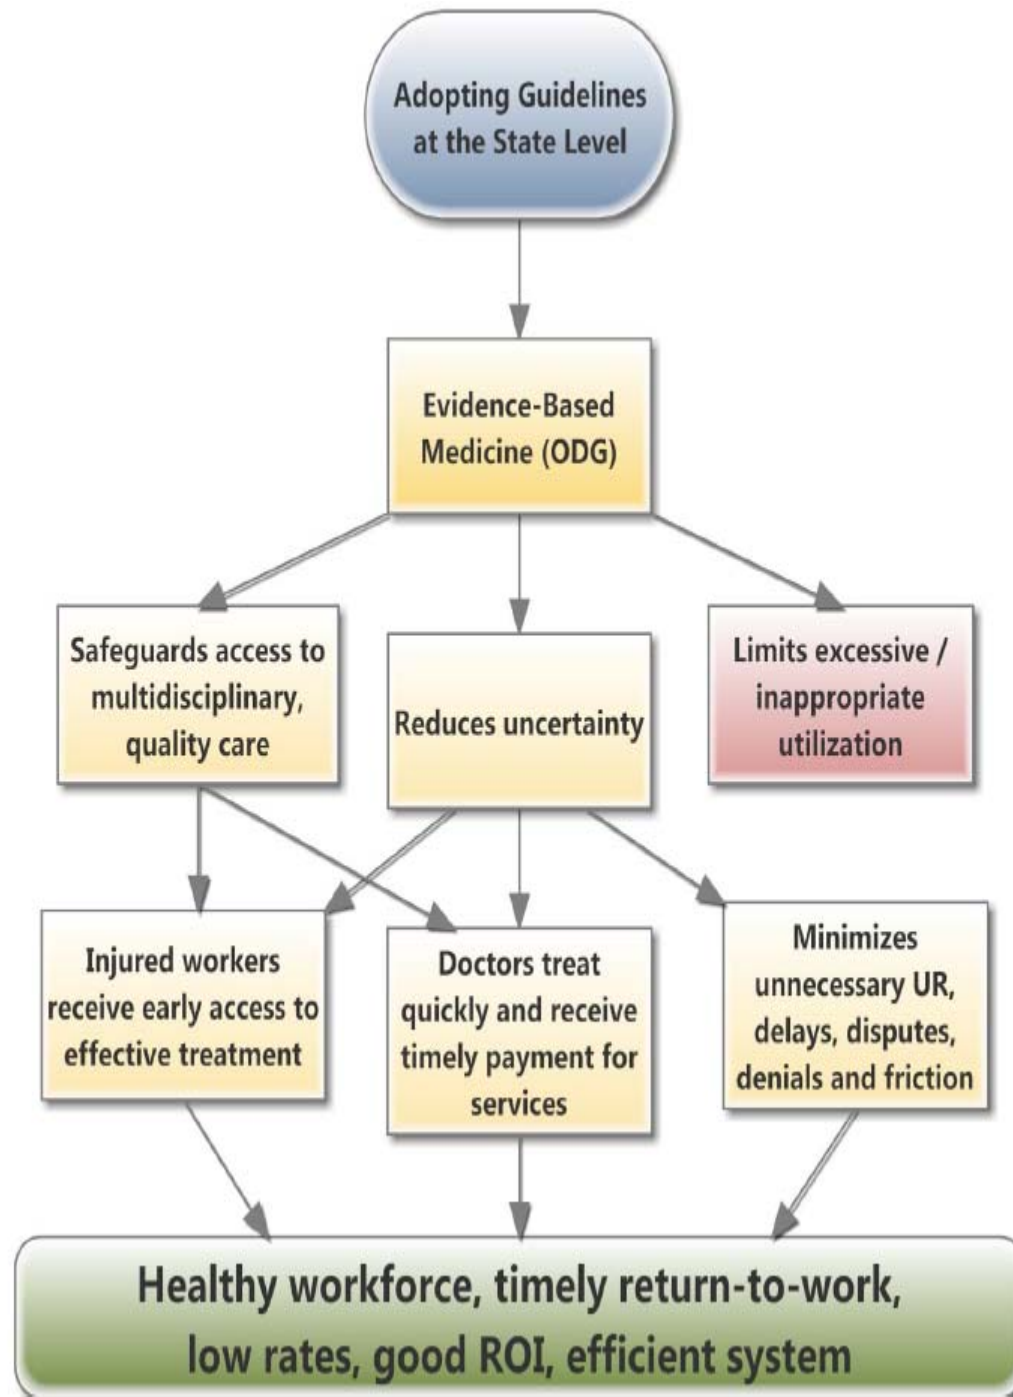 Adopting Guidelines
at the State Level
Evidence-Based
Medicine (ODG)
Safeguards access to
multidisciplinary,
quality care
Reduces uncertainty
Limits excessive /
inappropriate
utilization
Injured workers
receive early access to
effective treatment
Doctors treat
quickly and receive
timely payment for
services
Minimizes
unnecessary UR,
delays, disputes,
denials and friction
Healthy workforce, timely return-to-work,
low rates, good ROI, efficient system